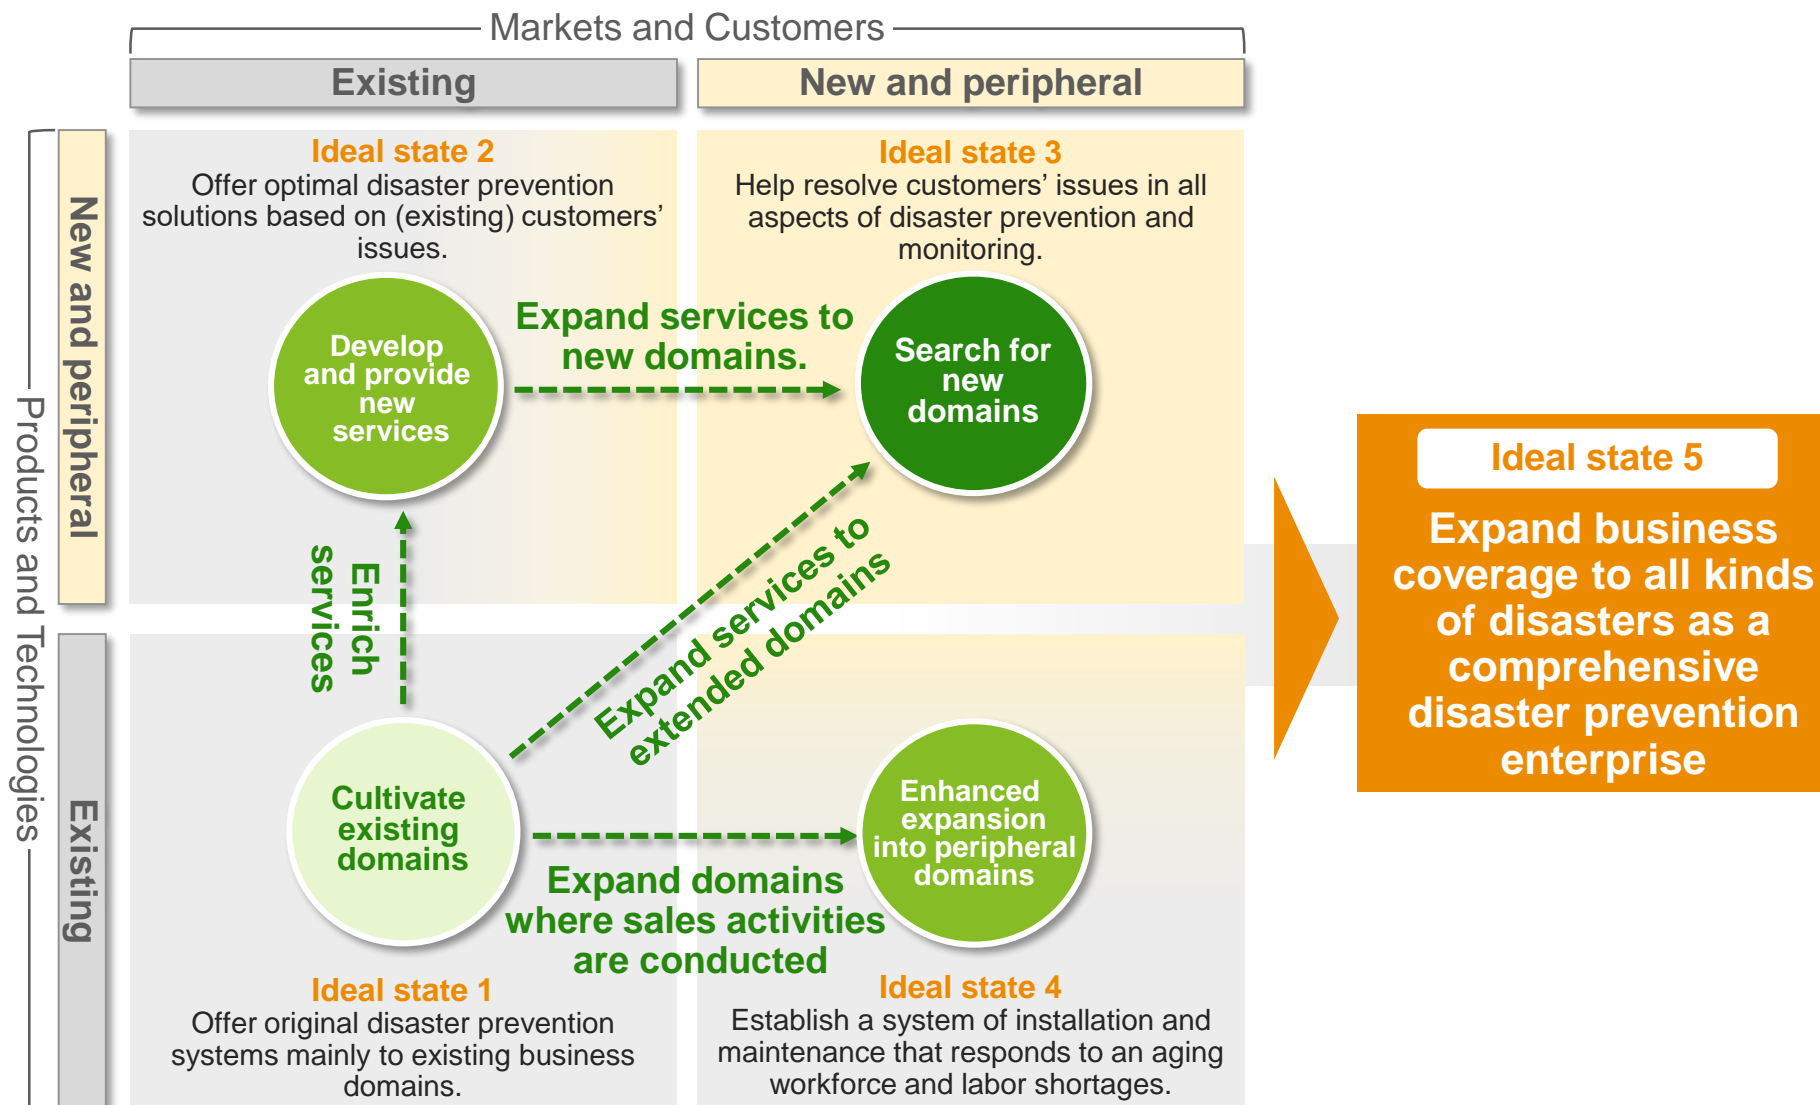 Markets and Customers
Existing
New and peripheral
Products and Technologies
New and peripheral
Existing
Ideal state 2
Offer optimal disaster prevention
solutions based on (existing) customers’
issues.
Develop
and provide
new
services
Expand services to
new domains.
Ideal state 3
Help resolve customers’ issues in all
aspects of disaster prevention and
monitoring.
Search for
new
domains
Enrich
services
Expand services to
extended domains
Cultivate
existing
domains
Expand domains
where sales activities
are conducted
Enhanced
expansion
into peripheral
domains
Ideal state 1
Offer original disaster prevention
systems mainly to existing business
domains.
Ideal state 4
Establish a system of installation and
maintenance that responds to an aging
workforce and labor shortages.
Ideal state 5
Expand business
coverage to all kinds
of disasters as a
comprehensive
disaster prevention
enterprise